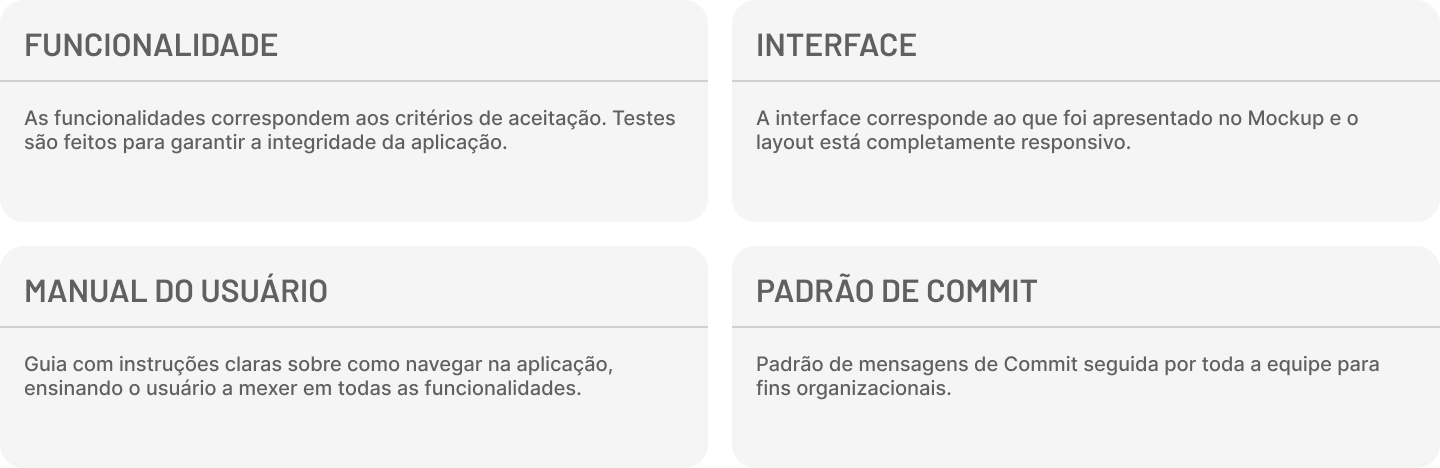 FUNCIONALIDADE
As funcionalidades correspondem aos critérios de aceitação. Testes
são feitos para garantir a integridade da aplicação.
INTERFACE
A interface corresponde ao que foi apresentado no Mockup e o
layout está completamente responsivo.
MANUAL DO USUÁRIO
Guia com instruções claras sobre como navegar na aplicação,
ensinando o usuário a mexer em todas as funcionalidades.
PADRÃO DE COMMIT
Padrão de mensagens de Commit seguida por toda a equipe para
fins organizacionais.